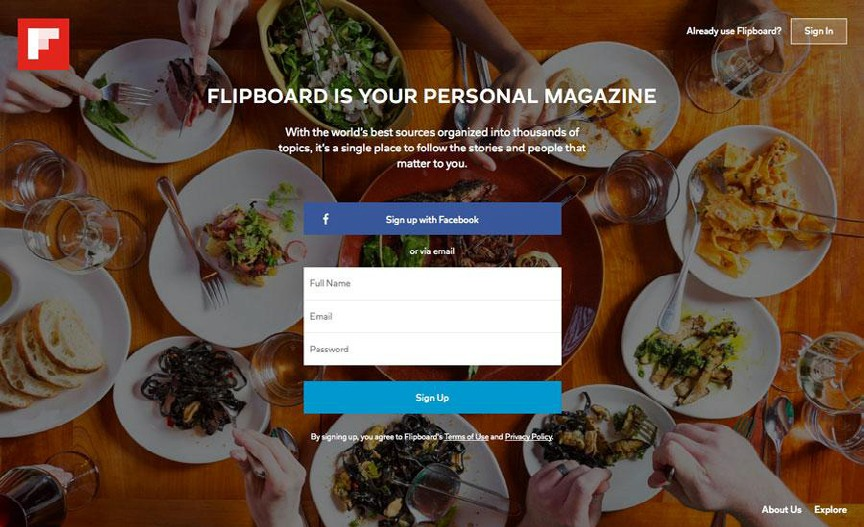 Already use Flipboard?
Sign In
FLIPBOARD IS YOUR PERSONAL MAGAZINE
With the world's best sources organized into thousands of
topics, it's a single place to follow the stories and people that
matter to you.
Sign up with Facebook
or via email
Full Name
Email
Password
Sign Up
By signing up, you agree to Flipboard's Terms of Use and Privacy Policy.
About Us
Explore